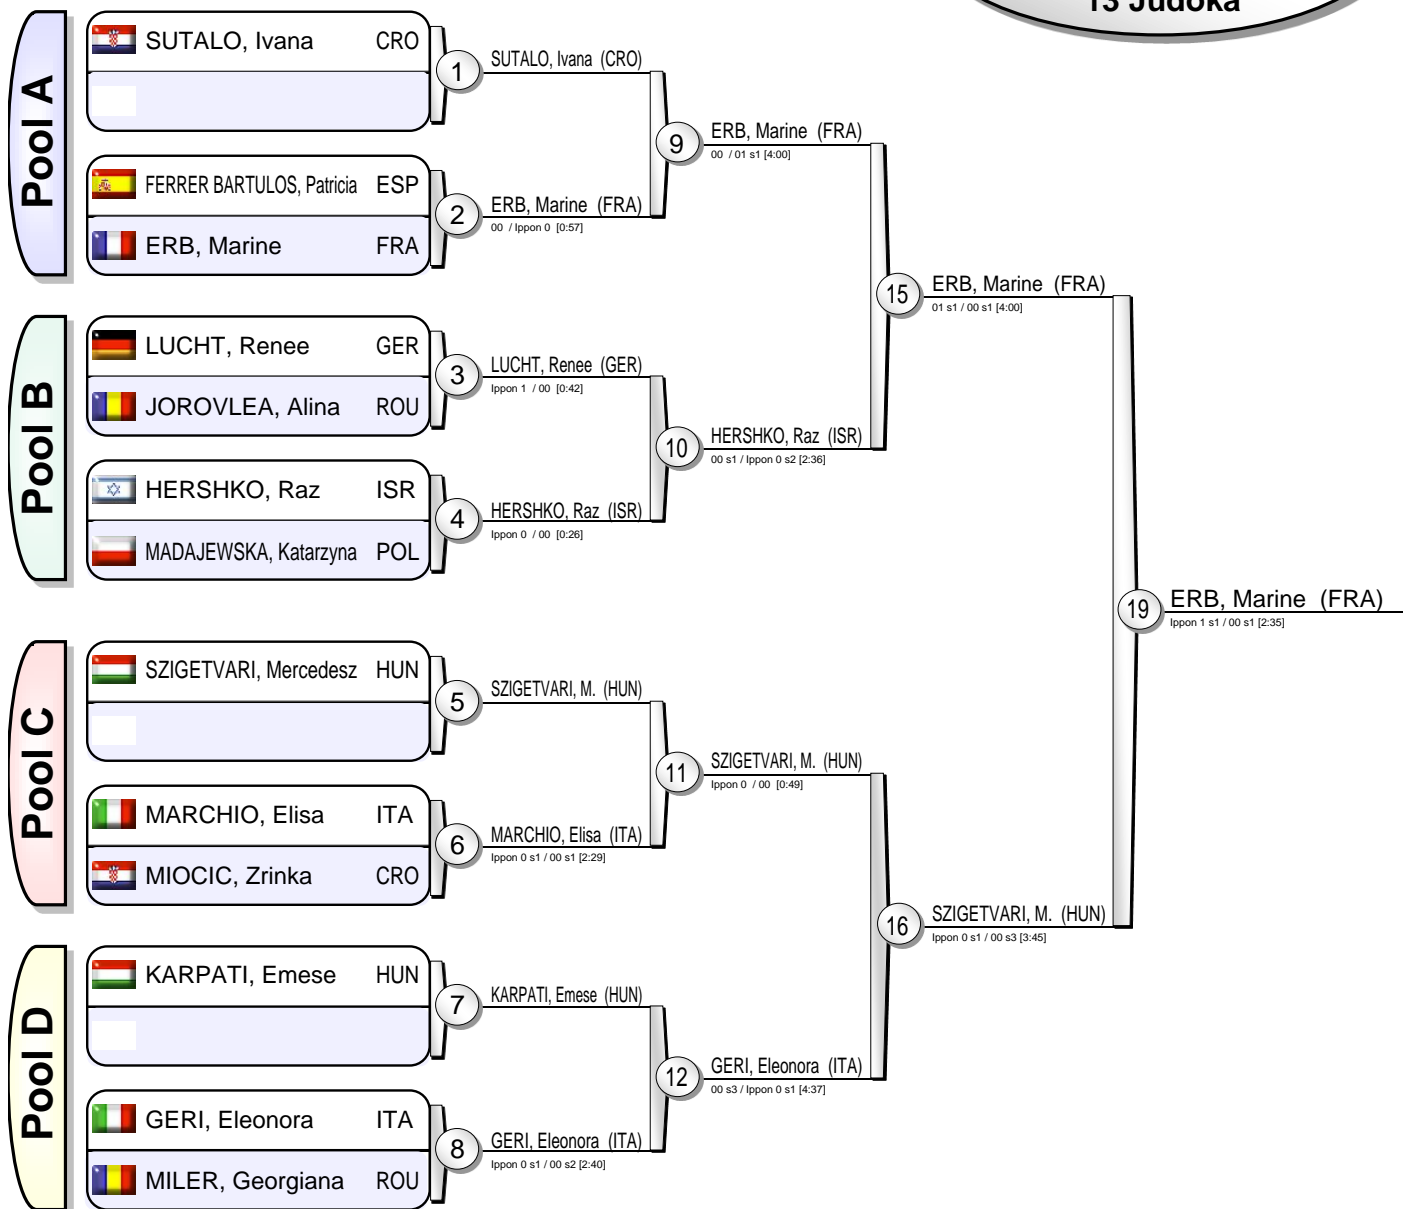 13 Judoka
Pool A
SUTALO, Ivana CRO
FERRER BARTULOS, Patricia ESP
ERB, Marine FRA
1
SUTALO, Ivana (CRO)
2
ERB, Marine (FRA)
00 / Ippon 0 [0:57]
9
ERB, Marine (FRA)
00 / 01 s1 [4:00]
Pool B
LUCHT, Renee GER
JOROVLEA, Alina ROU
HERSHKO, Raz ISR
MADAJEWSKA, Katarzyna POL
3
LUCHT, Renee (GER)
Ippon 1 / 00 [0:42]
4
HERSHKO, Raz (ISR)
Ippon 0 / 00 [0:26]
10
HERSHKO, Raz (ISR)
00 s1 / Ippon 0 s2 [2:36]
15
ERB, Marine (FRA)
01 s1 / 00 s1 [4:00]
Pool C
SZIGETVARI, Mercedesz HUN
MARCHIO, Elisa ITA
MIOCIC, Zrinka CRO
5
SZIGETVARI, M. (HUN)
6
MARCHIO, Elisa (ITA)
Ippon 0 s1 / 00 s1 [2:29]
11
SZIGETVARI, M. (HUN)
Ippon 0 / 00 [0:49]
Pool D
KARPATI, Emese HUN
GERI, Eleonora ITA
MILER, Georgiana ROU
7
KARPATI, Emese (HUN)
8
GERI, Eleonora (ITA)
Ippon 0 s1 / 00 s2 [2:40]
12
GERI, Eleonora (ITA)
00 s3 / Ippon 0 s1 [4:37]
16
SZIGETVARI, M. (HUN)
Ippon 0 s1 / 00 s3 [3:45]
19
ERB, Marine (FRA)
Ippon 1 s1 / 00 s1 [2:35]